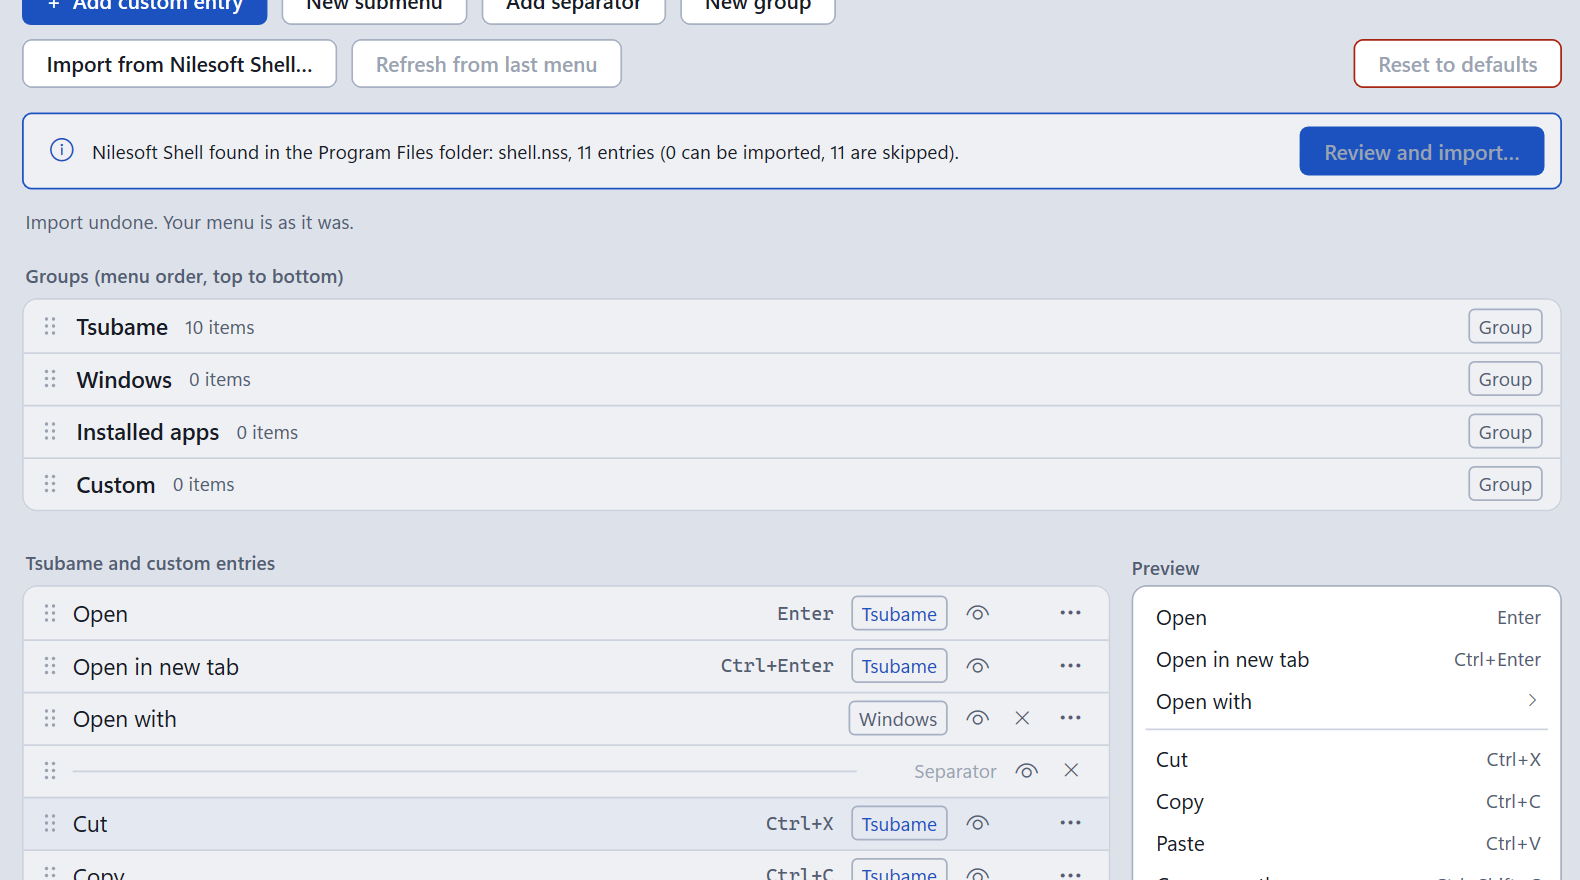 + Add custom entry New submenu Add separator New group
Import from Nilesoft Shell... Refresh from last menu Reset to defaults
Nilesoft Shell found in the Program Files folder: shell.nss, 11 entries (0 can be imported, 11 are skipped). Review and import...
Import undone. Your menu is as it was.
Groups (menu order, top to bottom)
Tsubame 10 items Group
Windows 0 items Group
Installed apps 0 items Group
Custom 0 items Group
Tsubame and custom entries
Open Enter Tsubame
Open in new tab Ctrl+Enter Tsubame
Open with Windows
Separator
Cut Ctrl+X Tsubame
Copy Ctrl+C Tsubame
Preview
Open Enter
Open in new tab Ctrl+Enter
Open with
Cut Ctrl+X
Copy Ctrl+C
Paste Ctrl+V